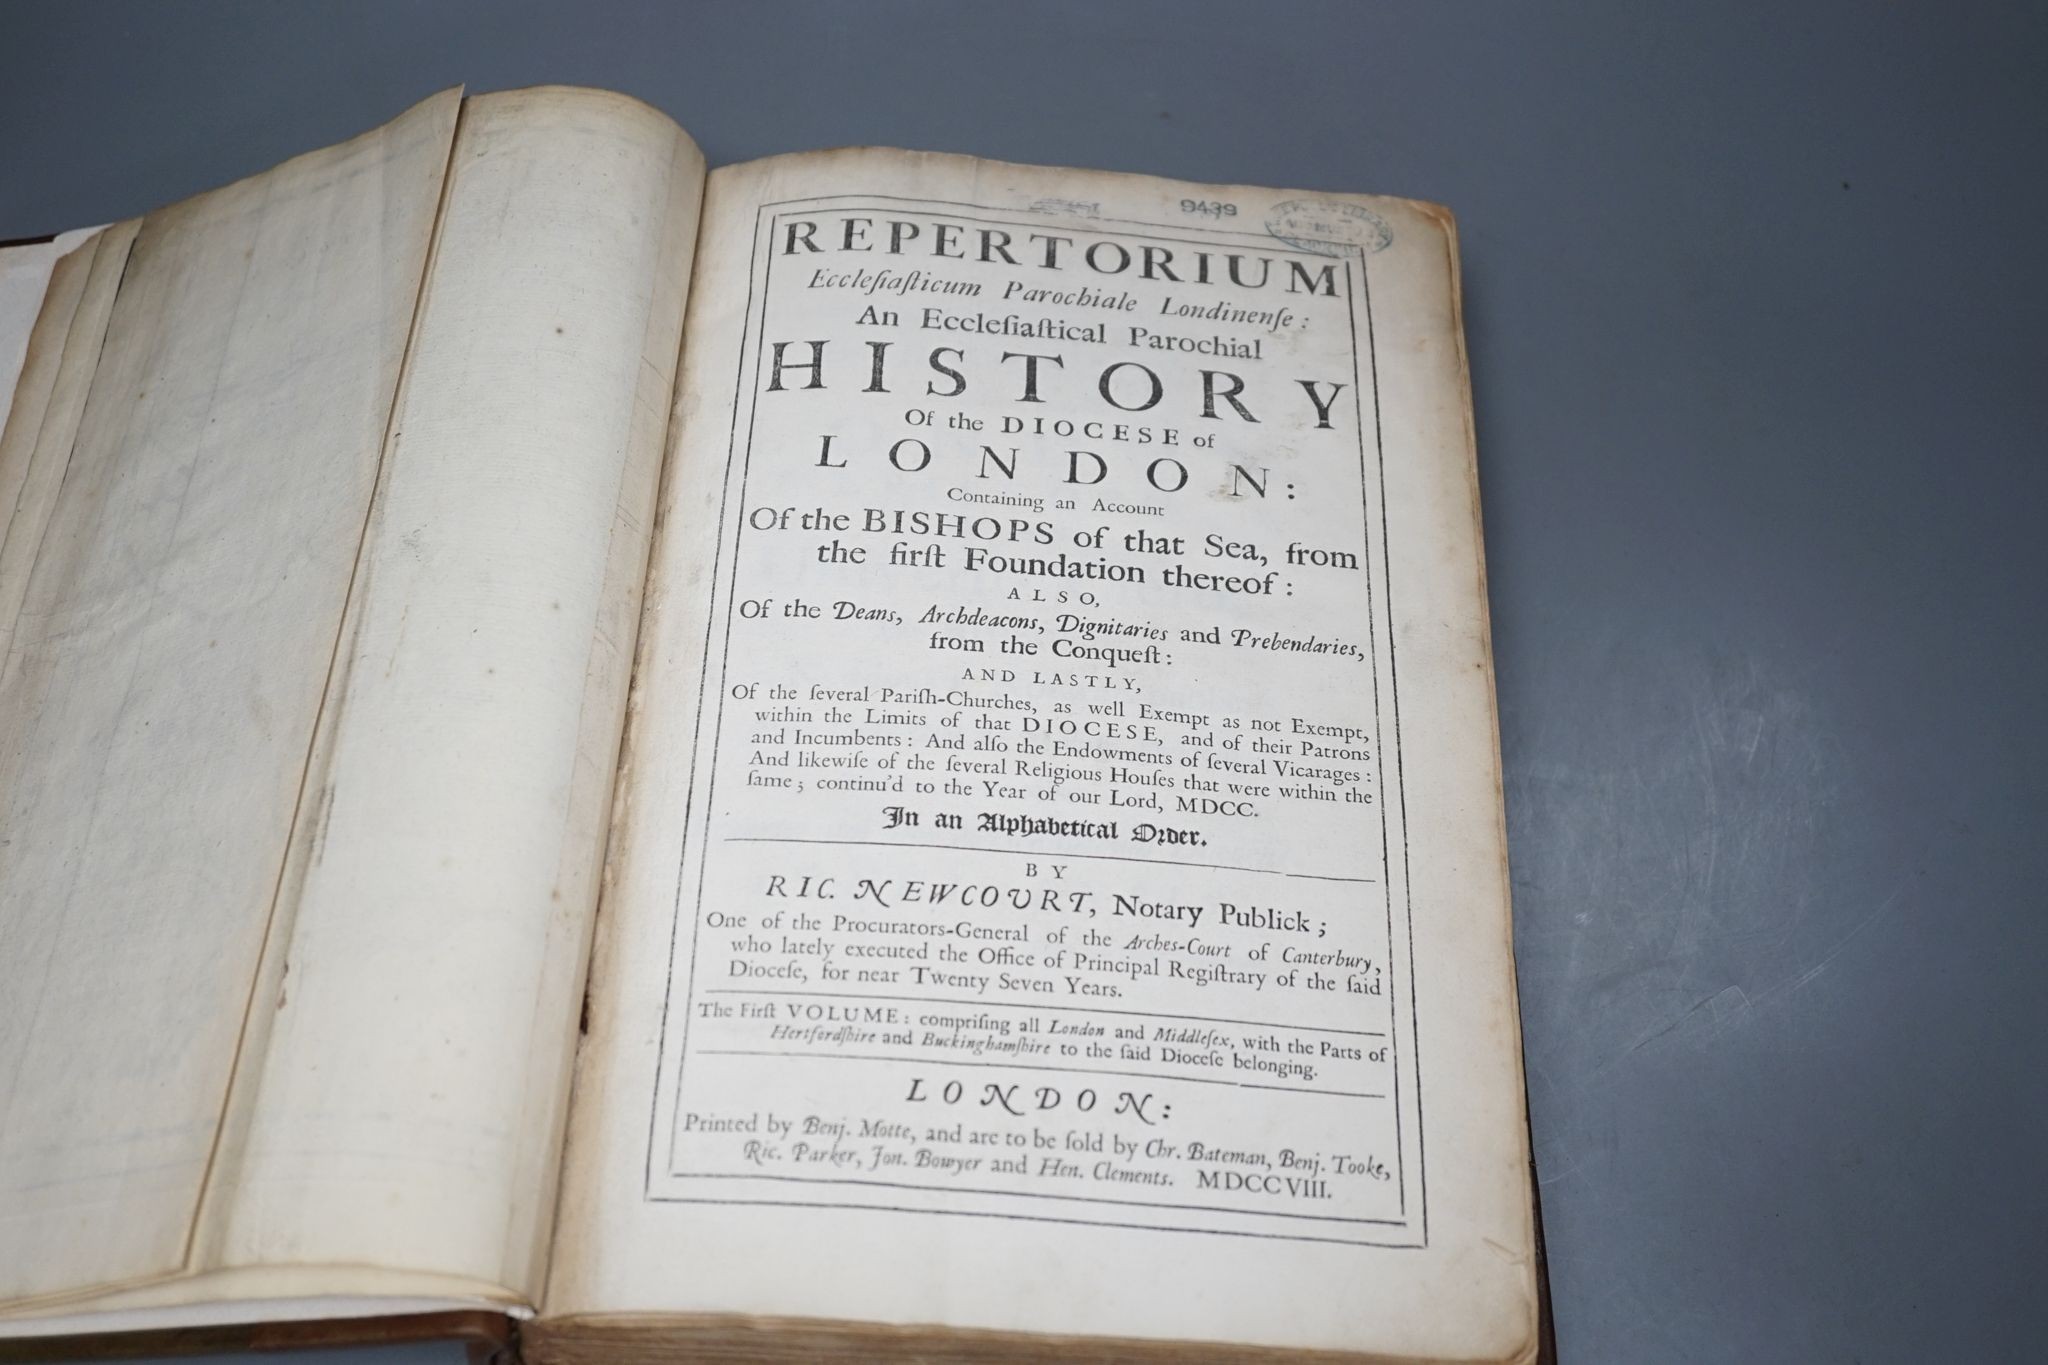 9439
REPERTORIUM
Eccleſiaſticum Parochiale Londinenſe:
An Eccleſiaſtical Parochial
HISTORY
Of the DIOCESE of
LONDON:
Containing an Account
Of the BISHOPS of that Sea, from
the firſt Foundation thereof:
ALSO,
Of the Deans, Archdeacons, Dignitaries and Prebendaries,
from the Conqueſt:
AND LASTLY,
Of the ſeveral Pariſh-Churches, as well Exempt as not Exempt,
within the Limits of that DIOCESE, and of their Patrons
and Incumbents: And alſo the Endowments of ſeveral Vicarages:
And likewiſe of the ſeveral Religious Houſes that were within the
ſame; continu'd to the Year of our Lord, MDCC.
In an Alphabetical Order.
BY
RIC. NEWCOURT, Notary Publick;
One of the Procurators-General of the Arches-Court of Canterbury,
who lately executed the Office of Principal Regiſtrary of the ſaid
Dioceſe, for near Twenty Seven Years.
The Firſt VOLUME: compriſing all London and Middleſex, with the Parts of
Hertfordſhire and Buckinghamſhire to the ſaid Dioceſe belonging.
LONDON:
Printed by Benj. Motte, and are to be ſold by Chr. Bateman, Benj. Tooke,
Ric. Parker, Jon. Bowyer and Hen. Clements. MDCCVIII.